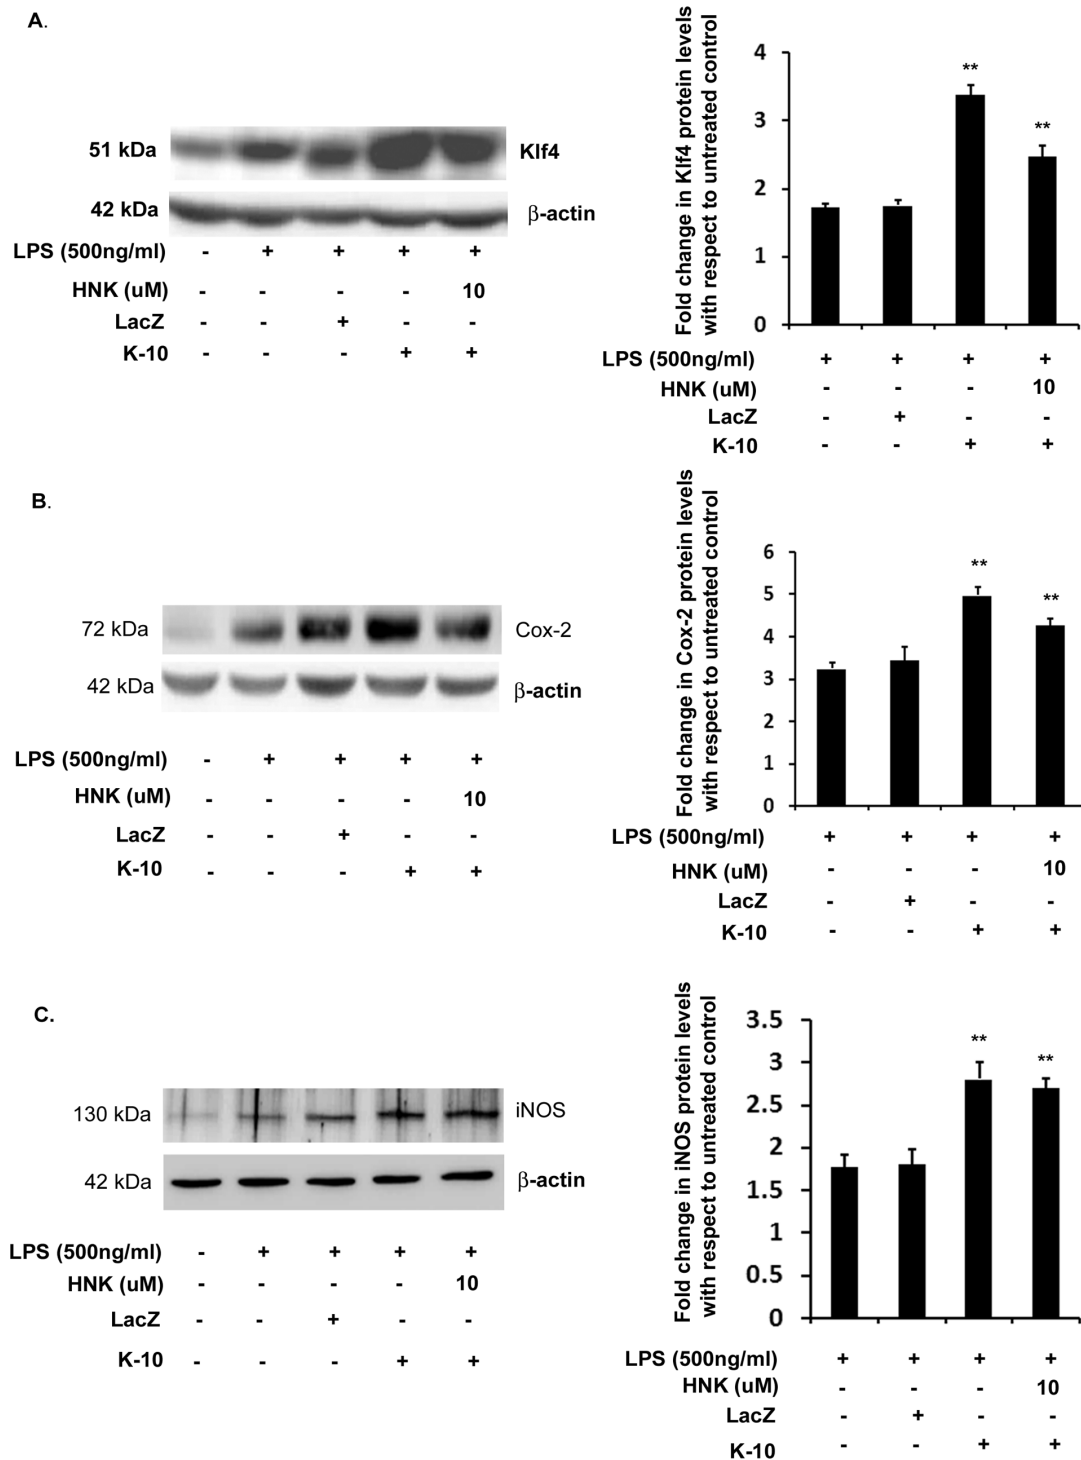 A.
51 kDa
Klf4
42 kDa
β-actin
LPS (500ng/ml) - + + + +
HNK (uM) - - - - 10
LacZ - - + - -
K-10 - - - + +
Fold change in Klf4 protein levels
with respect to untreated control
4
3
2
1
0
** **
LPS (500ng/ml) + + + +
HNK (uM) - - - 10
LacZ - + - -
K-10 - - + +
B.
72 kDa
Cox-2
42 kDa
β-actin
LPS (500ng/ml) - + + + +
HNK (uM) - - - - 10
LacZ - - + - -
K-10 - - - + +
Fold change in Cox-2 protein levels
with respect to untreated control
6
5
4
3
2
1
0
** **
LPS (500ng/ml) + + + +
HNK (uM) - - - 10
LacZ - + - -
K-10 - - + +
C.
130 kDa
iNOS
42 kDa
β-actin
LPS (500ng/ml) - + + + +
HNK (uM) - - - - 10
LacZ - - + - -
K-10 - - - + +
Fold change in iNOS protein levels
with respect to untreated control
3.5
3
2.5
2
1.5
1
0.5
0
** **
LPS (500ng/ml) + + + +
HNK (uM) - - - 10
LacZ - + - -
K-10 - - + +